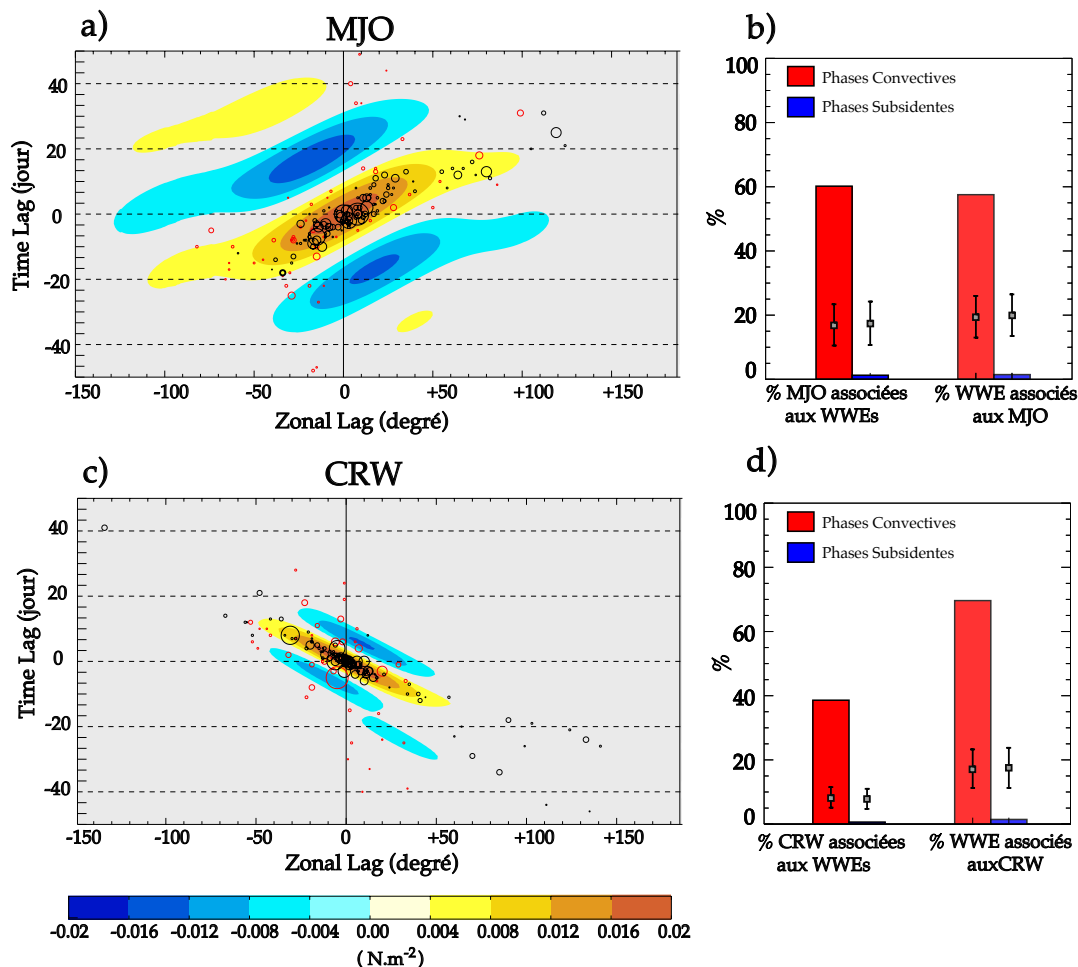 a)
MJO
40
20
0
-20
-40
Time Lag (jour)
-150
-100
-50
0
+50
+100
+150
Zonal Lag (degré)
b)
100
80
60
40
20
0
%
Phases Convectives
Phases Subsidentes
% MJO associées
aux WWEs
% WWE associés
aux MJO
c)
CRW
40
20
0
-20
-40
Time Lag (jour)
-150
-100
-50
0
+50
+100
+150
Zonal Lag (degré)
d)
100
80
60
40
20
0
%
Phases Convectives
Phases Subsidentes
% CRW associées
aux WWEs
% WWE associés
auxCRW
-0.02 -0.016 -0.012 -0.008 -0.004 0.00 0.004 0.008 0.012 0.016 0.02
( N.m-2)